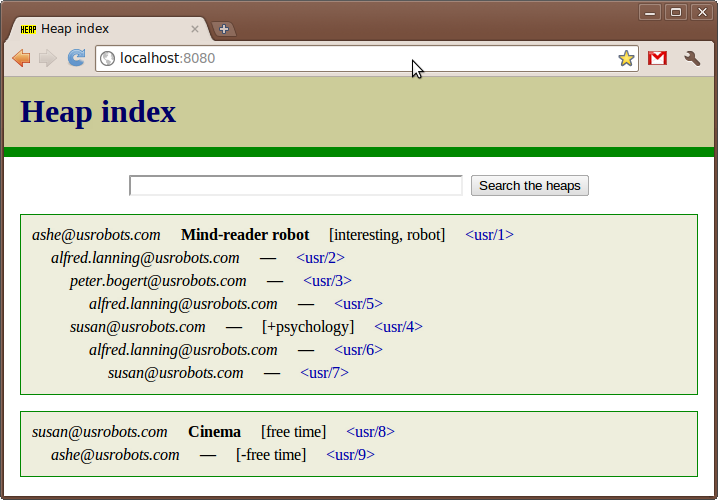 HEAP Heap index
localhost:8080
Heap index
Search the heaps
ashe@usrobots.com Mind-reader robot [interesting, robot] <usr/1>
alfred.lanning@usrobots.com — <usr/2>
peter.bogert@usrobots.com — <usr/3>
alfred.lanning@usrobots.com — <usr/5>
susan@usrobots.com — [+psychology] <usr/4>
alfred.lanning@usrobots.com — <usr/6>
susan@usrobots.com — <usr/7>
susan@usrobots.com Cinema [free time] <usr/8>
ashe@usrobots.com — [-free time] <usr/9>